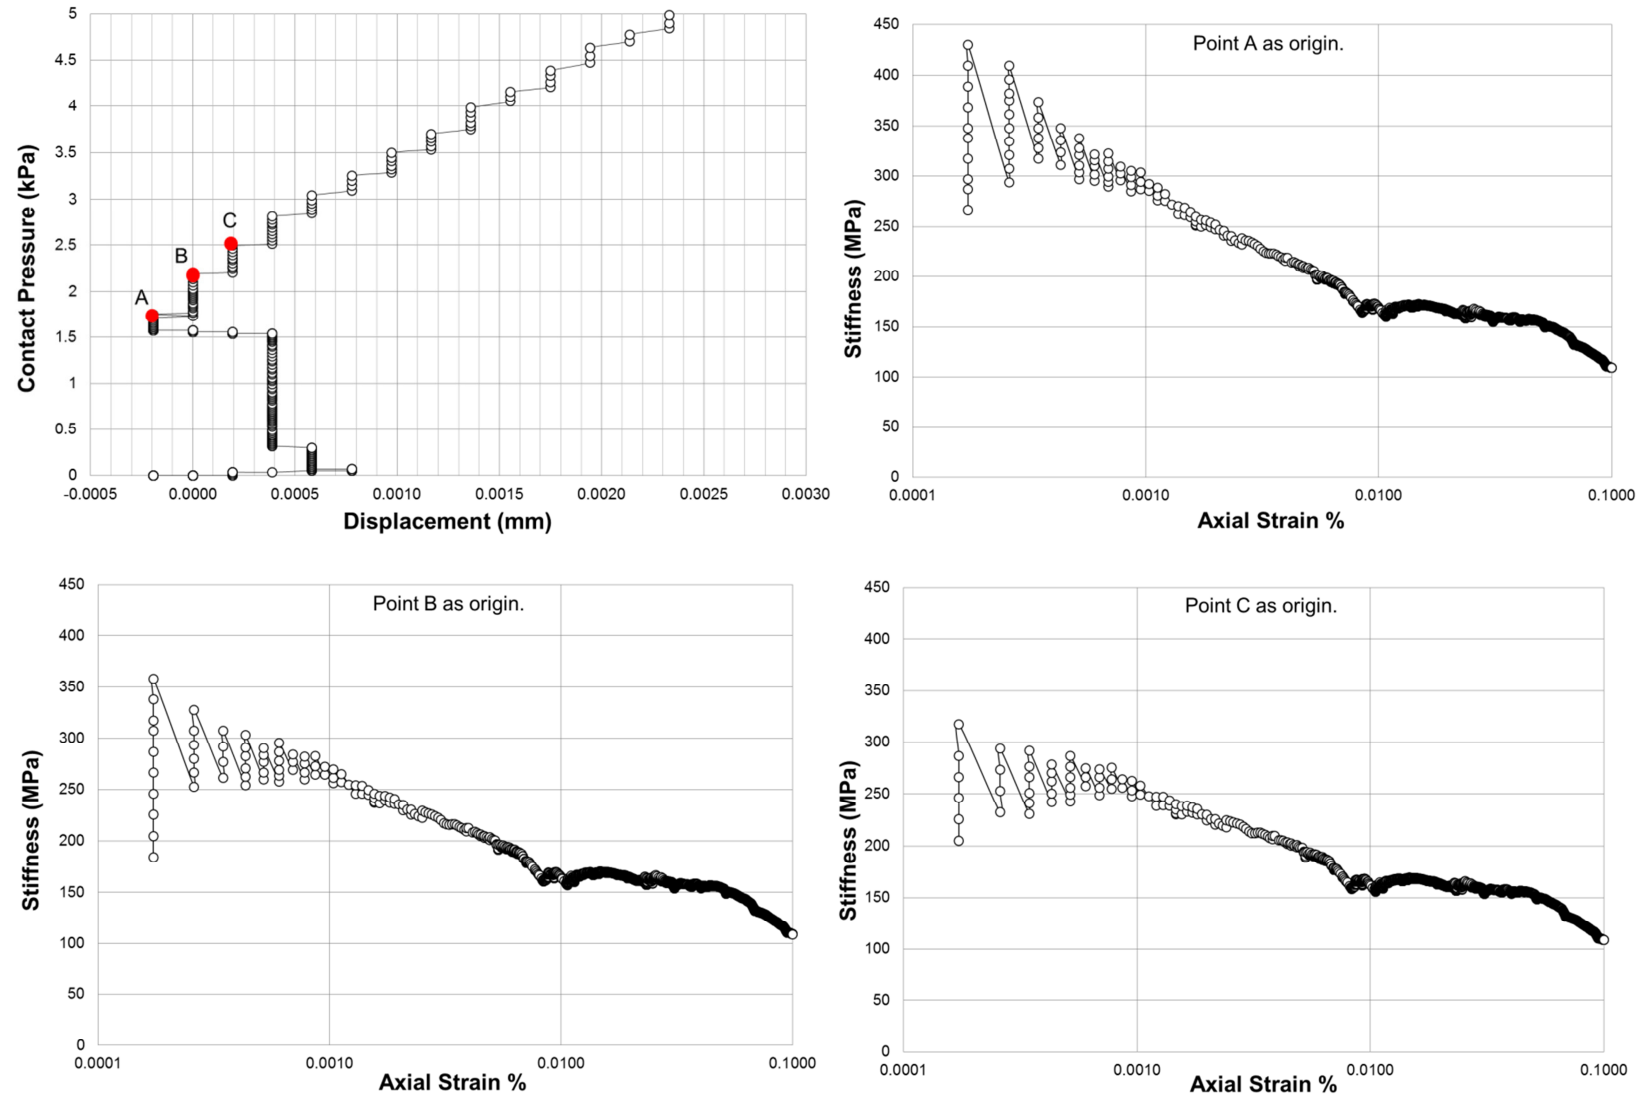 5
4.5
4
3.5
3
2.5
2
1.5
1
0.5
0
Contact Pressure (kPa)
A
B
C
-0.0005 0.0000 0.0005 0.0010 0.0015 0.0020 0.0025 0.0030
Displacement (mm)
Point A as origin.
450
400
350
300
250
200
150
100
50
0
Stiffness (MPa)
0.0001 0.0010 0.0100 0.1000
Axial Strain %
Point B as origin.
450
400
350
300
250
200
150
100
50
0
Stiffness (MPa)
0.0001 0.0010 0.0100 0.1000
Axial Strain %
Point C as origin.
450
400
350
300
250
200
150
100
50
0
Stiffness (MPa)
0.0001 0.0010 0.0100 0.1000
Axial Strain %